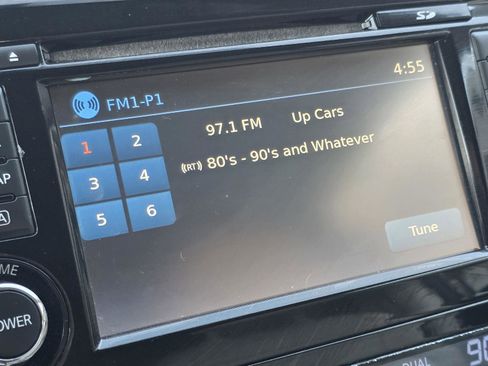 SD
FM1-P1
4:55
1 2
97.1 FM Up Cars
80's - 90's and Whatever
(RT)
3 4
5 6
Tune
A
POWER
DUAL